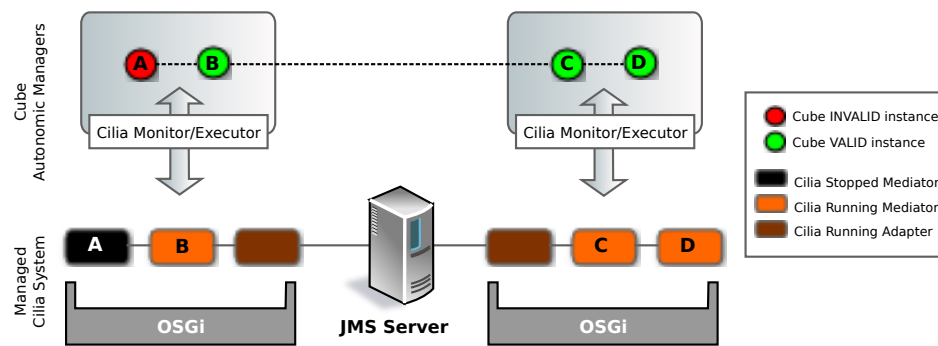 Cube
Autonomic Managers
A
B
C
D
Cilia Monitor/Executor
Cilia Monitor/Executor
Cube INVALID instance
Cube VALID instance
Cilia Stopped Mediator
Cilia Running Mediator
Cilia Running Adapter
Managed
Cilia System
A
B
C
D
OSGi
JMS Server
OSGi